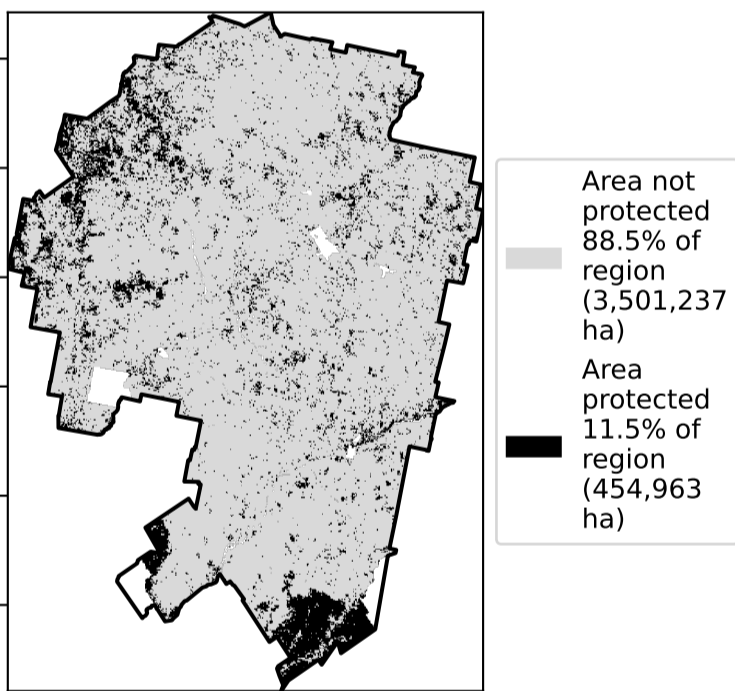 Area not
protected
88.5% of
region
(3,501,237
ha)
Area
protected
11.5% of
region
(454,963
ha)